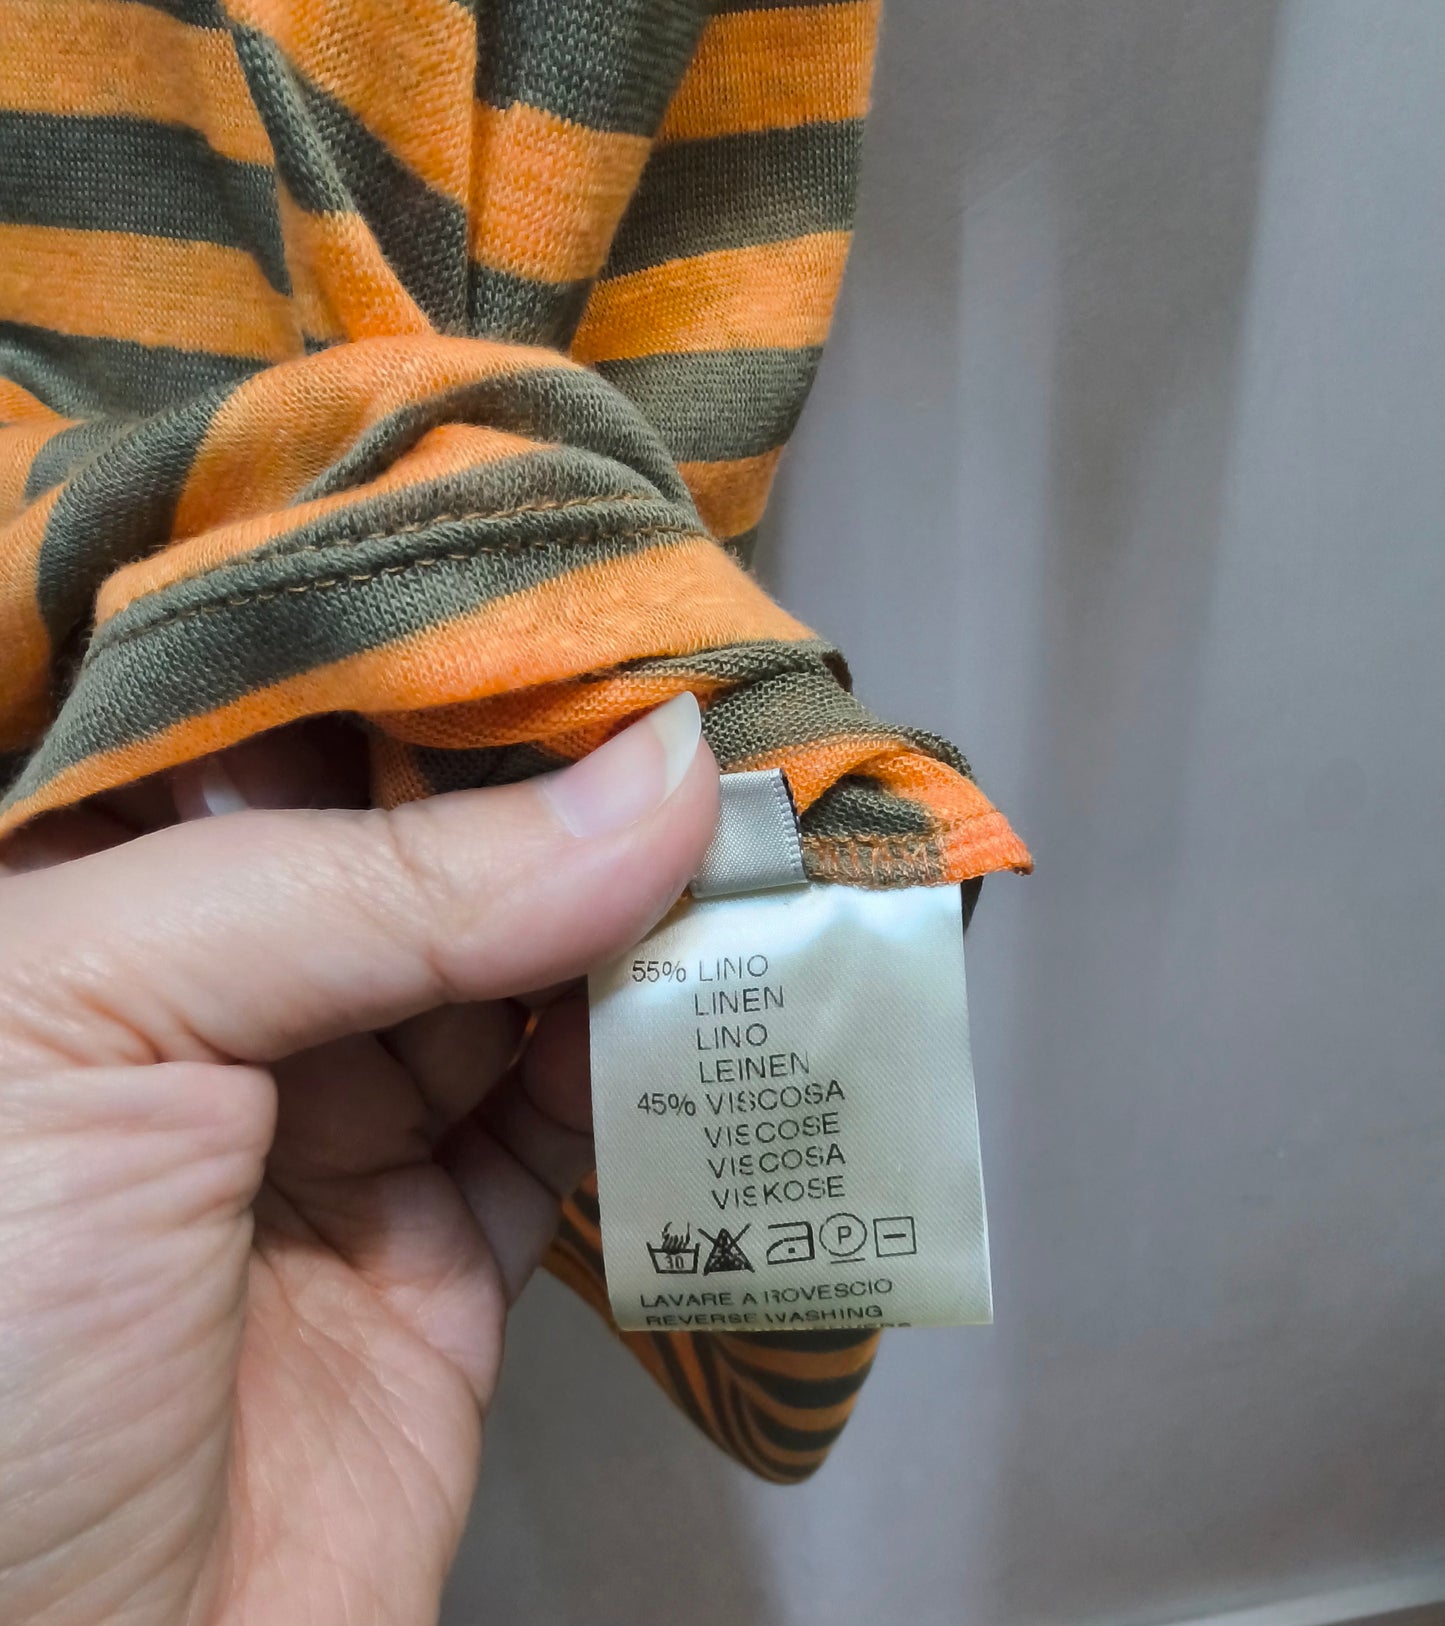 55% LINO
LINEN
LINO
LEINEN
45% VISCOSA
VISCOSE
VISCOSA
VISKOSE
30 P
LAVARE A ROVESCIO
REVERSE WASHING